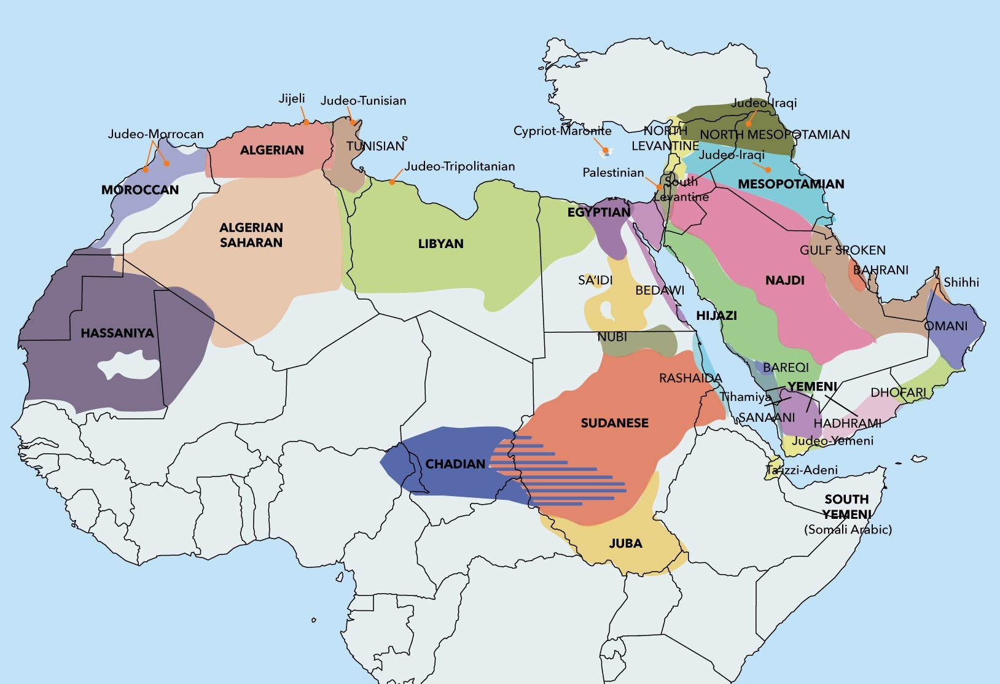 Jijeli
Judeo-Tunisian
Judeo-Iraqi
Judeo-Morrocan
Cypriot-Maronite
NORTH
LEVANTINE
NORTH MESOPOTAMIAN
ALGERIAN
TUNISIAN
Judeo-Iraqi
Judeo-Tripolitanian
Palestinian
South
Levantine
MESOPOTAMIAN
MOROCCAN
EGYPTIAN
ALGERIAN
SAHARAN
LIBYAN
GULF SPOKEN
BAHRANI
SA'IDI
BEDAWI
NAJDI
Shihhi
HIJAZI
OMANI
HASSANIYA
NUBI
BAREQI
RASHAIDA
YEMENI
Tihamiya
DHOFARI
SANAANI
HADHRAMI
SUDANESE
Judeo-Yemeni
CHADIAN
Ta'izzi-Adeni
SOUTH
YEMENI
(Somali Arabic)
JUBA